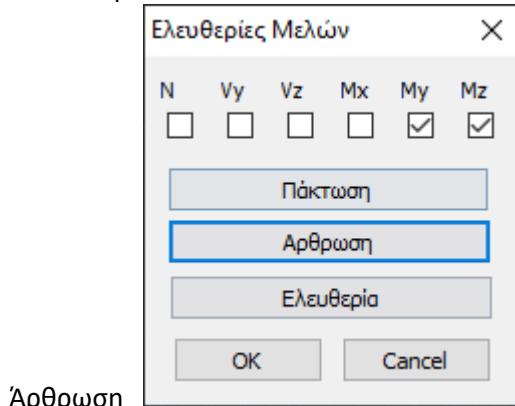 Ελευθερίες Μελών
N Vy Vz Mx My Mz
Πάκτωση
Αρθρωση
Ελευθερία
OK Cancel
Άρθρωση